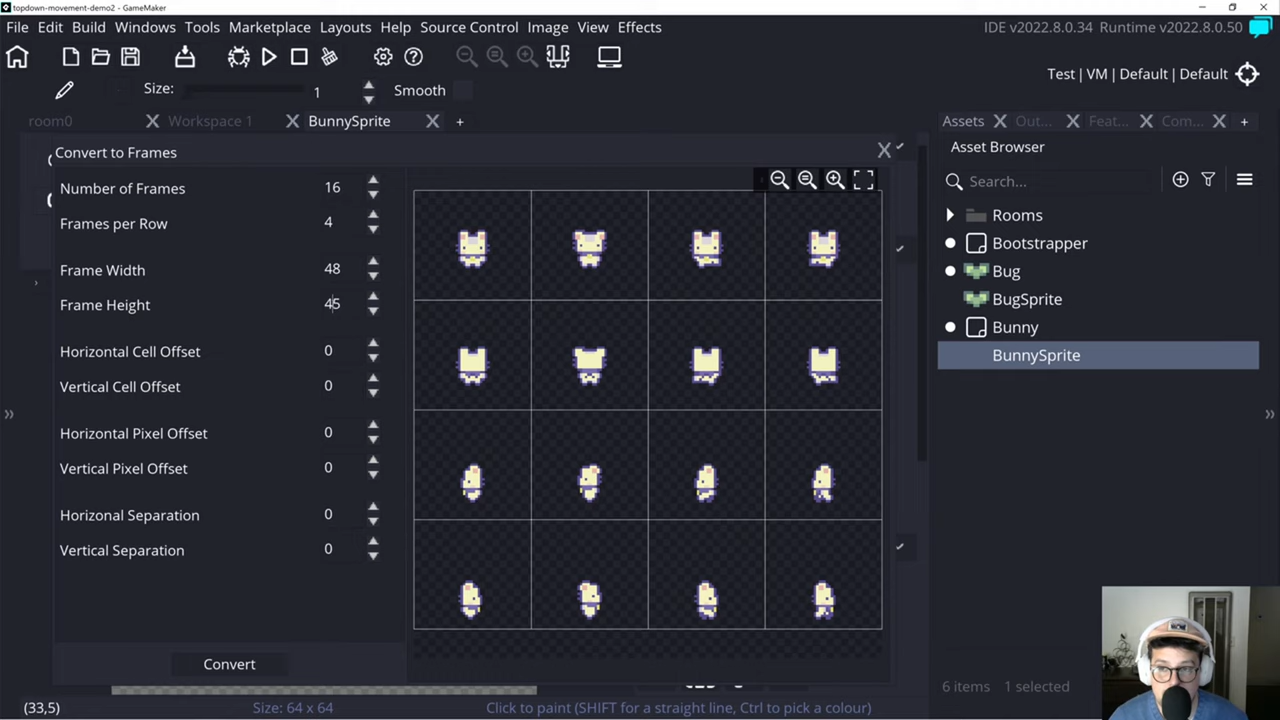 topdown-movement-demo2 - GameMaker
File Edit Build Windows Tools Marketplace Layouts Help Source Control Image View Effects
IDE v2022.8.0.34 Runtime v2022.8.0.50
Size: 1 Smooth
Test | VM | Default | Default
room0 Workspace 1 BunnySprite +
Assets Out... Feat... Com... +
Convert to Frames
Asset Browser
Number of Frames 16
Search...
Frames per Row 4
Rooms
Bootstrapper
Frame Width 48
Bug
Frame Height 45
BugSprite
Bunny
Horizontal Cell Offset 0
BunnySprite
Vertical Cell Offset 0
Horizontal Pixel Offset 0
Vertical Pixel Offset 0
Horizonal Separation 0
Vertical Separation 0
Convert
6 items 1 selected
(33,5) Size: 64 x 64 Click to paint (SHIFT for a straight line, Ctrl to pick a colour)